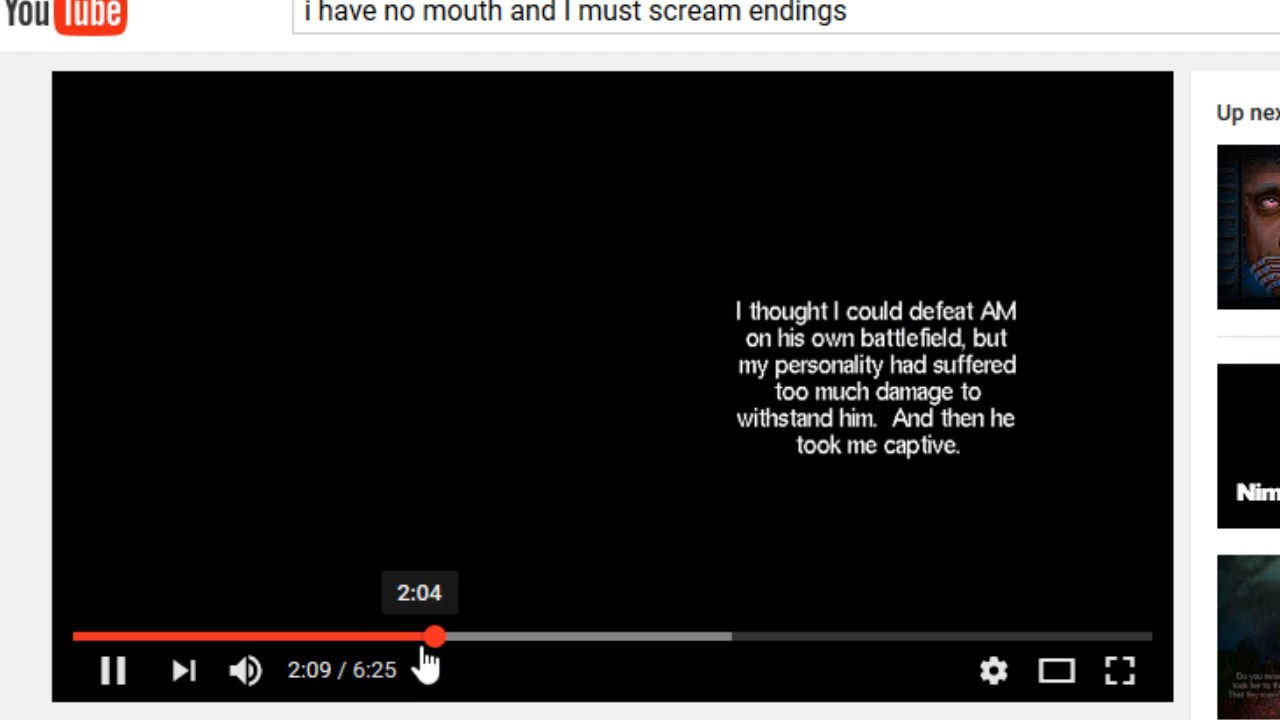 You Tube
i have no mouth and I must scream endings
Up nex
I thought I could defeat AM
on his own battlefield, but
my personality had suffered
too much damage to
withstand him. And then he
took me captive.
Nim
2:04
2:09 / 6:25